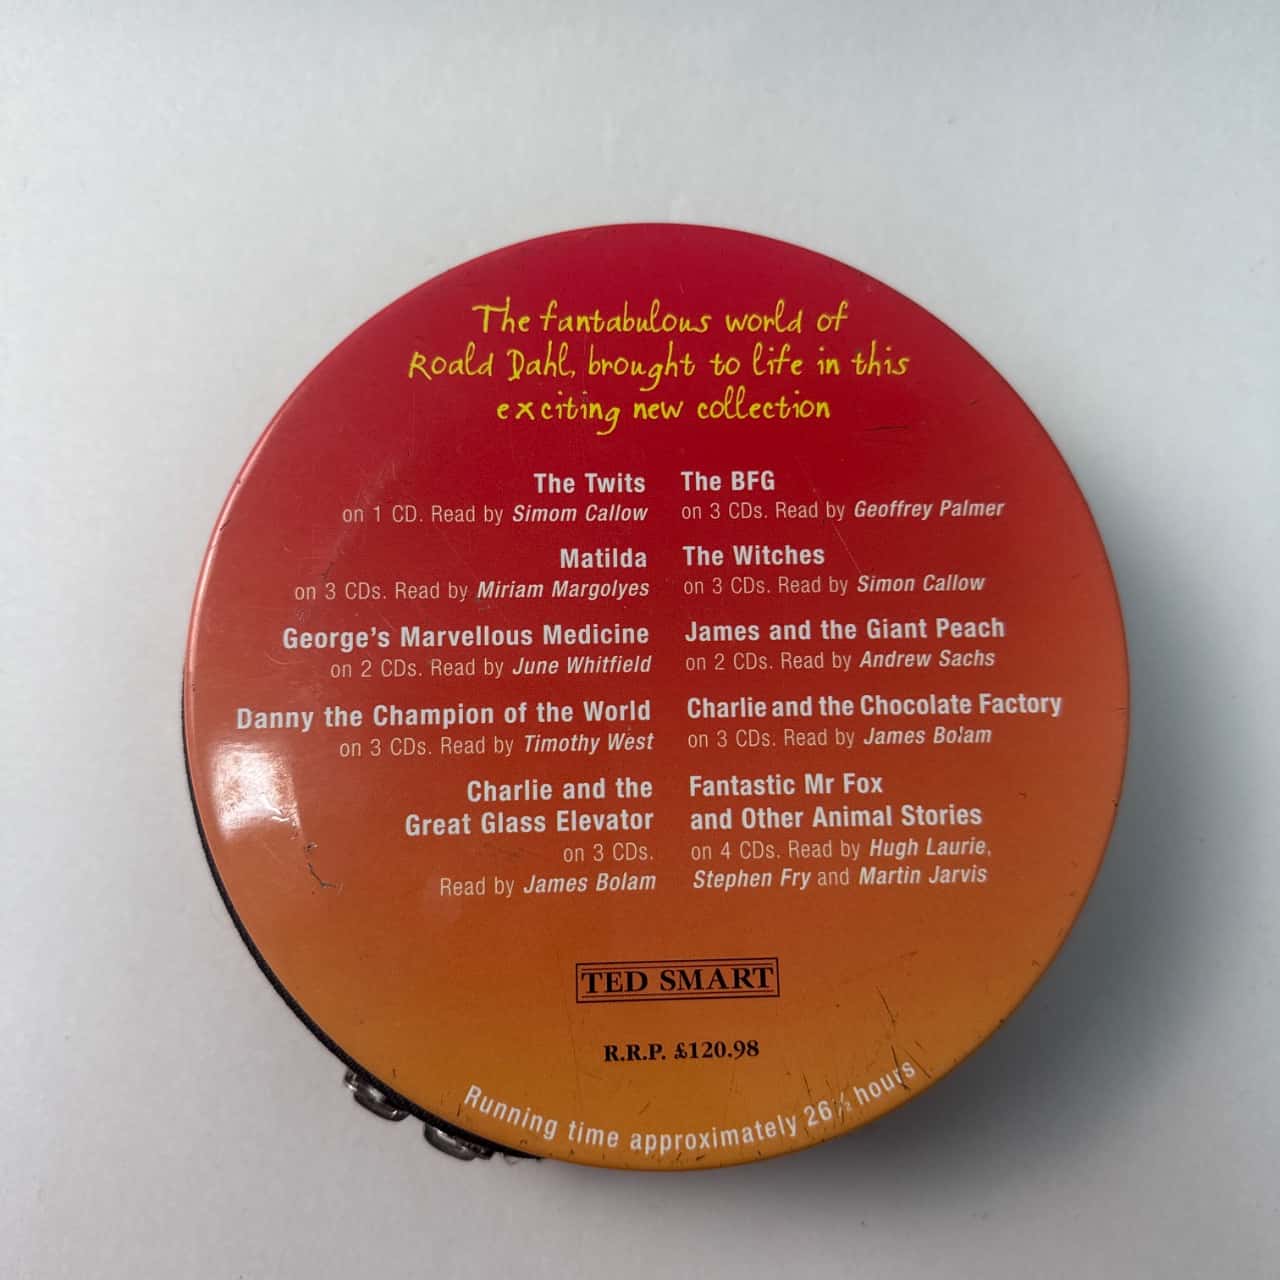 The fantabulous world of
Roald Dahl, brought to life in this
exciting new collection
The Twits
on 1 CD. Read by Simom Callow
Matilda
on 3 CDs. Read by Miriam Margolyes
George's Marvellous Medicine
on 2 CDs. Read by June Whitfield
Danny the Champion of the World
on 3 CDs. Read by Timothy West
Charlie and the
Great Glass Elevator
on 3 CDs.
Read by James Bolam
The BFG
on 3 CDs. Read by Geoffrey Palmer
The Witches
on 3 CDs. Read by Simon Callow
James and the Giant Peach
on 2 CDs. Read by Andrew Sachs
Charlie and the Chocolate Factory
on 3 CDs. Read by James Bolam
Fantastic Mr Fox
and Other Animal Stories
on 4 CDs. Read by Hugh Laurie,
Stephen Fry and Martin Jarvis
TED SMART
R.R.P. £120.98
Running time approximately 26½ hours